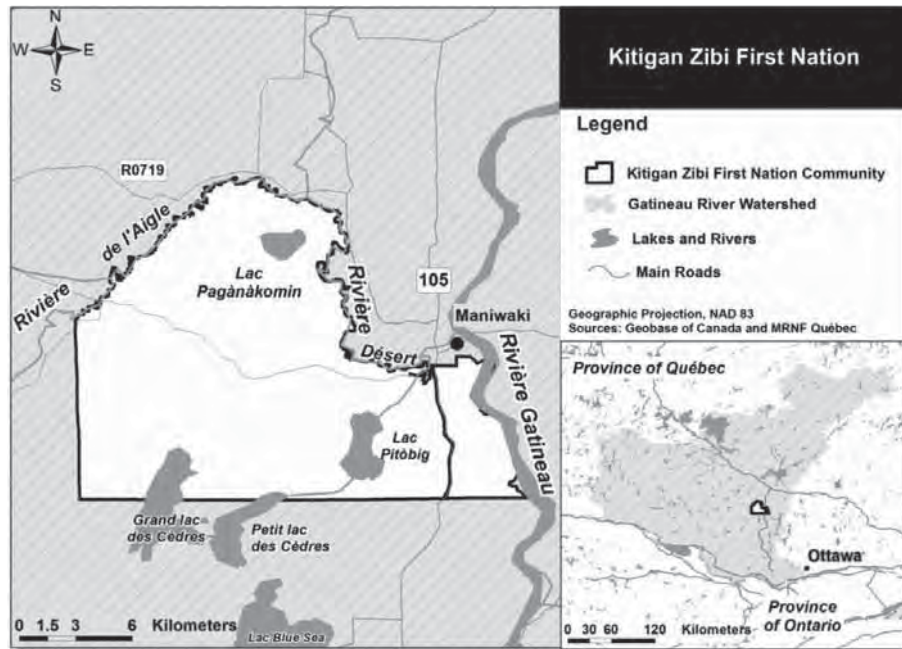 N
W E
S
R0719
Rivière de l'Aigle
Lac
Pagànàkomin
Rivière
Désert
105
Maniwaki
Rivière Gatineau
Lac
Pitòbig
Grand lac
des Cèdres
Petit lac
des Cèdres
Lac Blue Sea
0 1.5 3 6 Kilometers
Kitigan Zibi First Nation
Legend
Kitigan Zibi First Nation Community
Gatineau River Watershed
Lakes and Rivers
Main Roads
Geographic Projection, NAD 83
Sources: Geobase of Canada and MRNF Québec
Province of Québec
Ottawa
Province
of Ontario
0 30 60 120 Kilometers